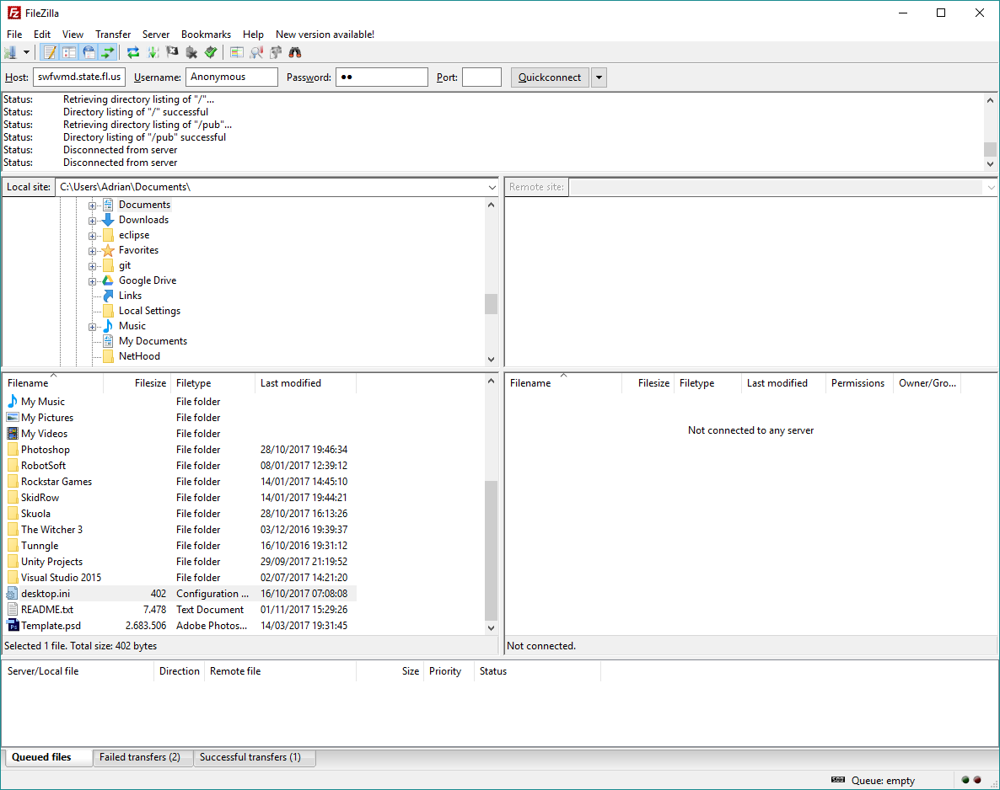 FileZilla
File Edit View Transfer Server Bookmarks Help New version available!
Host: swfwmd.state.fl.us Username: Anonymous Password: ●● Port: Quickconnect
Status: Retrieving directory listing of "/"...
Status: Directory listing of "/" successful
Status: Retrieving directory listing of "/pub"...
Status: Directory listing of "/pub" successful
Status: Disconnected from server
Status: Disconnected from server
Local site: C:\Users\Adrian\Documents\
Documents
Downloads
eclipse
Favorites
git
Google Drive
Links
Local Settings
Music
My Documents
NetHood
Filename Filesize Filetype Last modified
My Music File folder
My Pictures File folder
My Videos File folder
Photoshop File folder 28/10/2017 19:46:34
RobotSoft File folder 08/01/2017 12:39:12
Rockstar Games File folder 14/01/2017 14:45:10
SkidRow File folder 14/01/2017 19:44:21
Skuola File folder 28/10/2017 16:13:26
The Witcher 3 File folder 03/12/2016 19:39:37
Tunngle File folder 16/10/2016 19:31:12
Unity Projects File folder 29/09/2017 21:19:52
Visual Studio 2015 File folder 02/07/2017 14:21:20
desktop.ini 402 Configuration ... 16/10/2017 07:08:08
README.txt 7.478 Text Document 01/11/2017 15:29:26
Template.psd 2.683.506 Adobe Photos... 14/03/2017 19:31:45
Selected 1 file. Total size: 402 bytes
Remote site:
Filename Filesize Filetype Last modified Permissions Owner/Gro...
Not connected to any server
Not connected.
Server/Local file Direction Remote file Size Priority Status
Queued files Failed transfers (2) Successful transfers (1)
Queue: empty